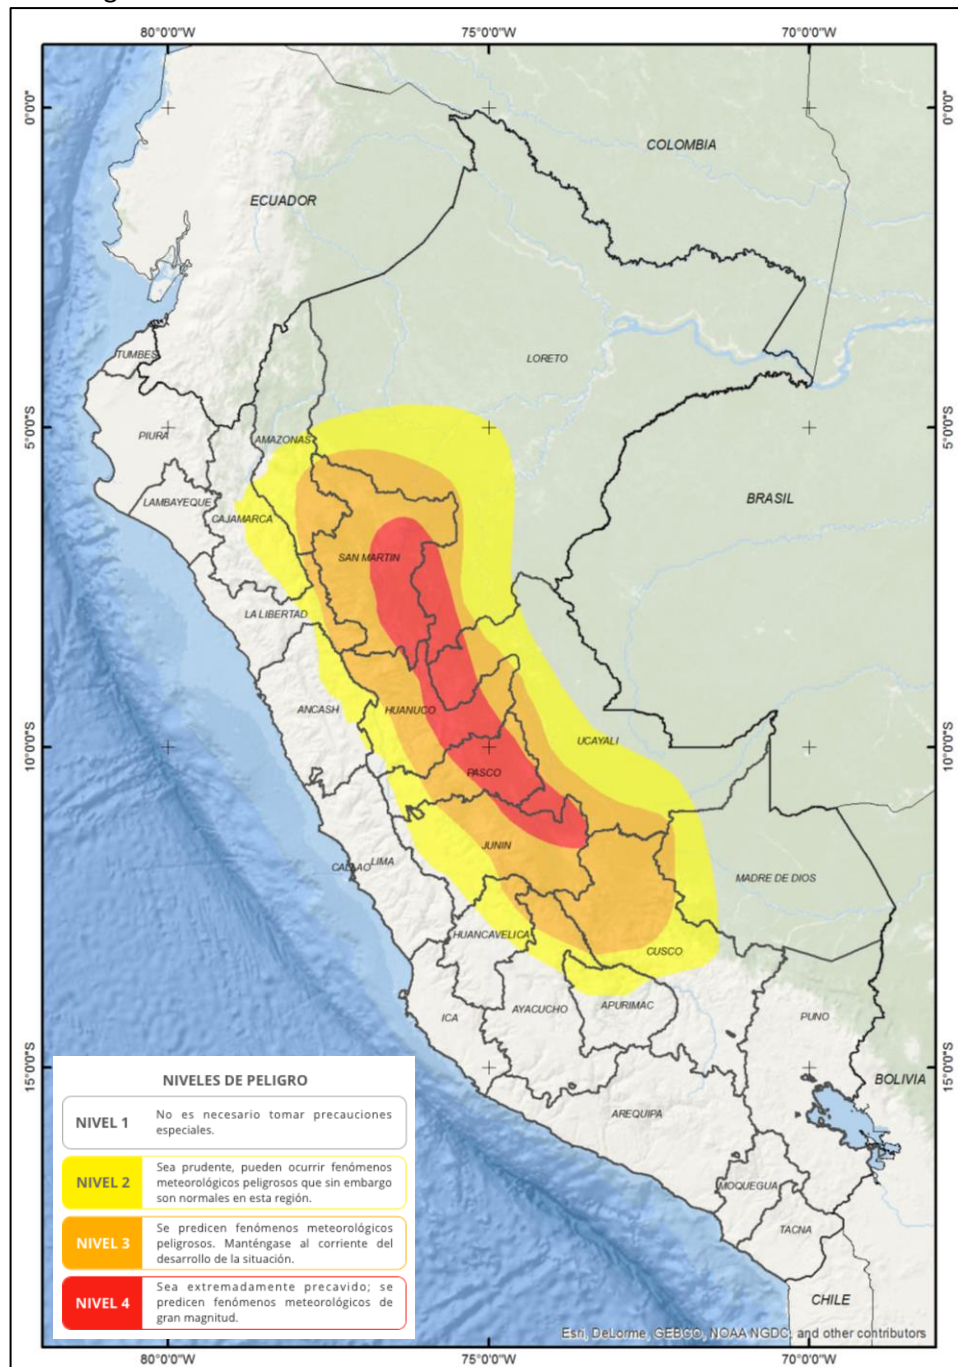 80°0'0"W 75°0'0"W 70°0'0"W
0°0'0"
0°0'0"
COLOMBIA
ECUADOR
LORETO
TUMBES
5°0'0"S
5°0'0"S
PIURA
AMAZONAS
LAMBAYEQUE
CAJAMARCA
BRASIL
SAN MARTIN
LA LIBERTAD
ANCASH
HUANUCO
UCAYALI
10°0'0"S
10°0'0"S
PASCO
JUNIN
CALLAO
LIMA
MADRE DE DIOS
HUANCAVELICA
CUSCO
ICA
AYACUCHO
APURIMAC
PUNO
15°0'0"S
15°0'0"S
BOLIVIA
AREQUIPA
MOQUEGUA
TACNA
CHILE
NIVELES DE PELIGRO
NIVEL 1
No es necesario tomar precauciones
especiales.
NIVEL 2
Sea prudente, pueden ocurrir fenómenos
meteorológicos peligrosos que sin embargo
son normales en esta región.
NIVEL 3
Se predicen fenómenos meteorológicos
peligrosos. Manténgase al corriente del
desarrollo de la situación.
NIVEL 4
Sea extremadamente precavido; se
predicen fenómenos meteorológicos de
gran magnitud.
Esri, DeLorme, GEBCO, NOAA NGDC, and other contributors
80°0'0"W 75°0'0"W 70°0'0"W